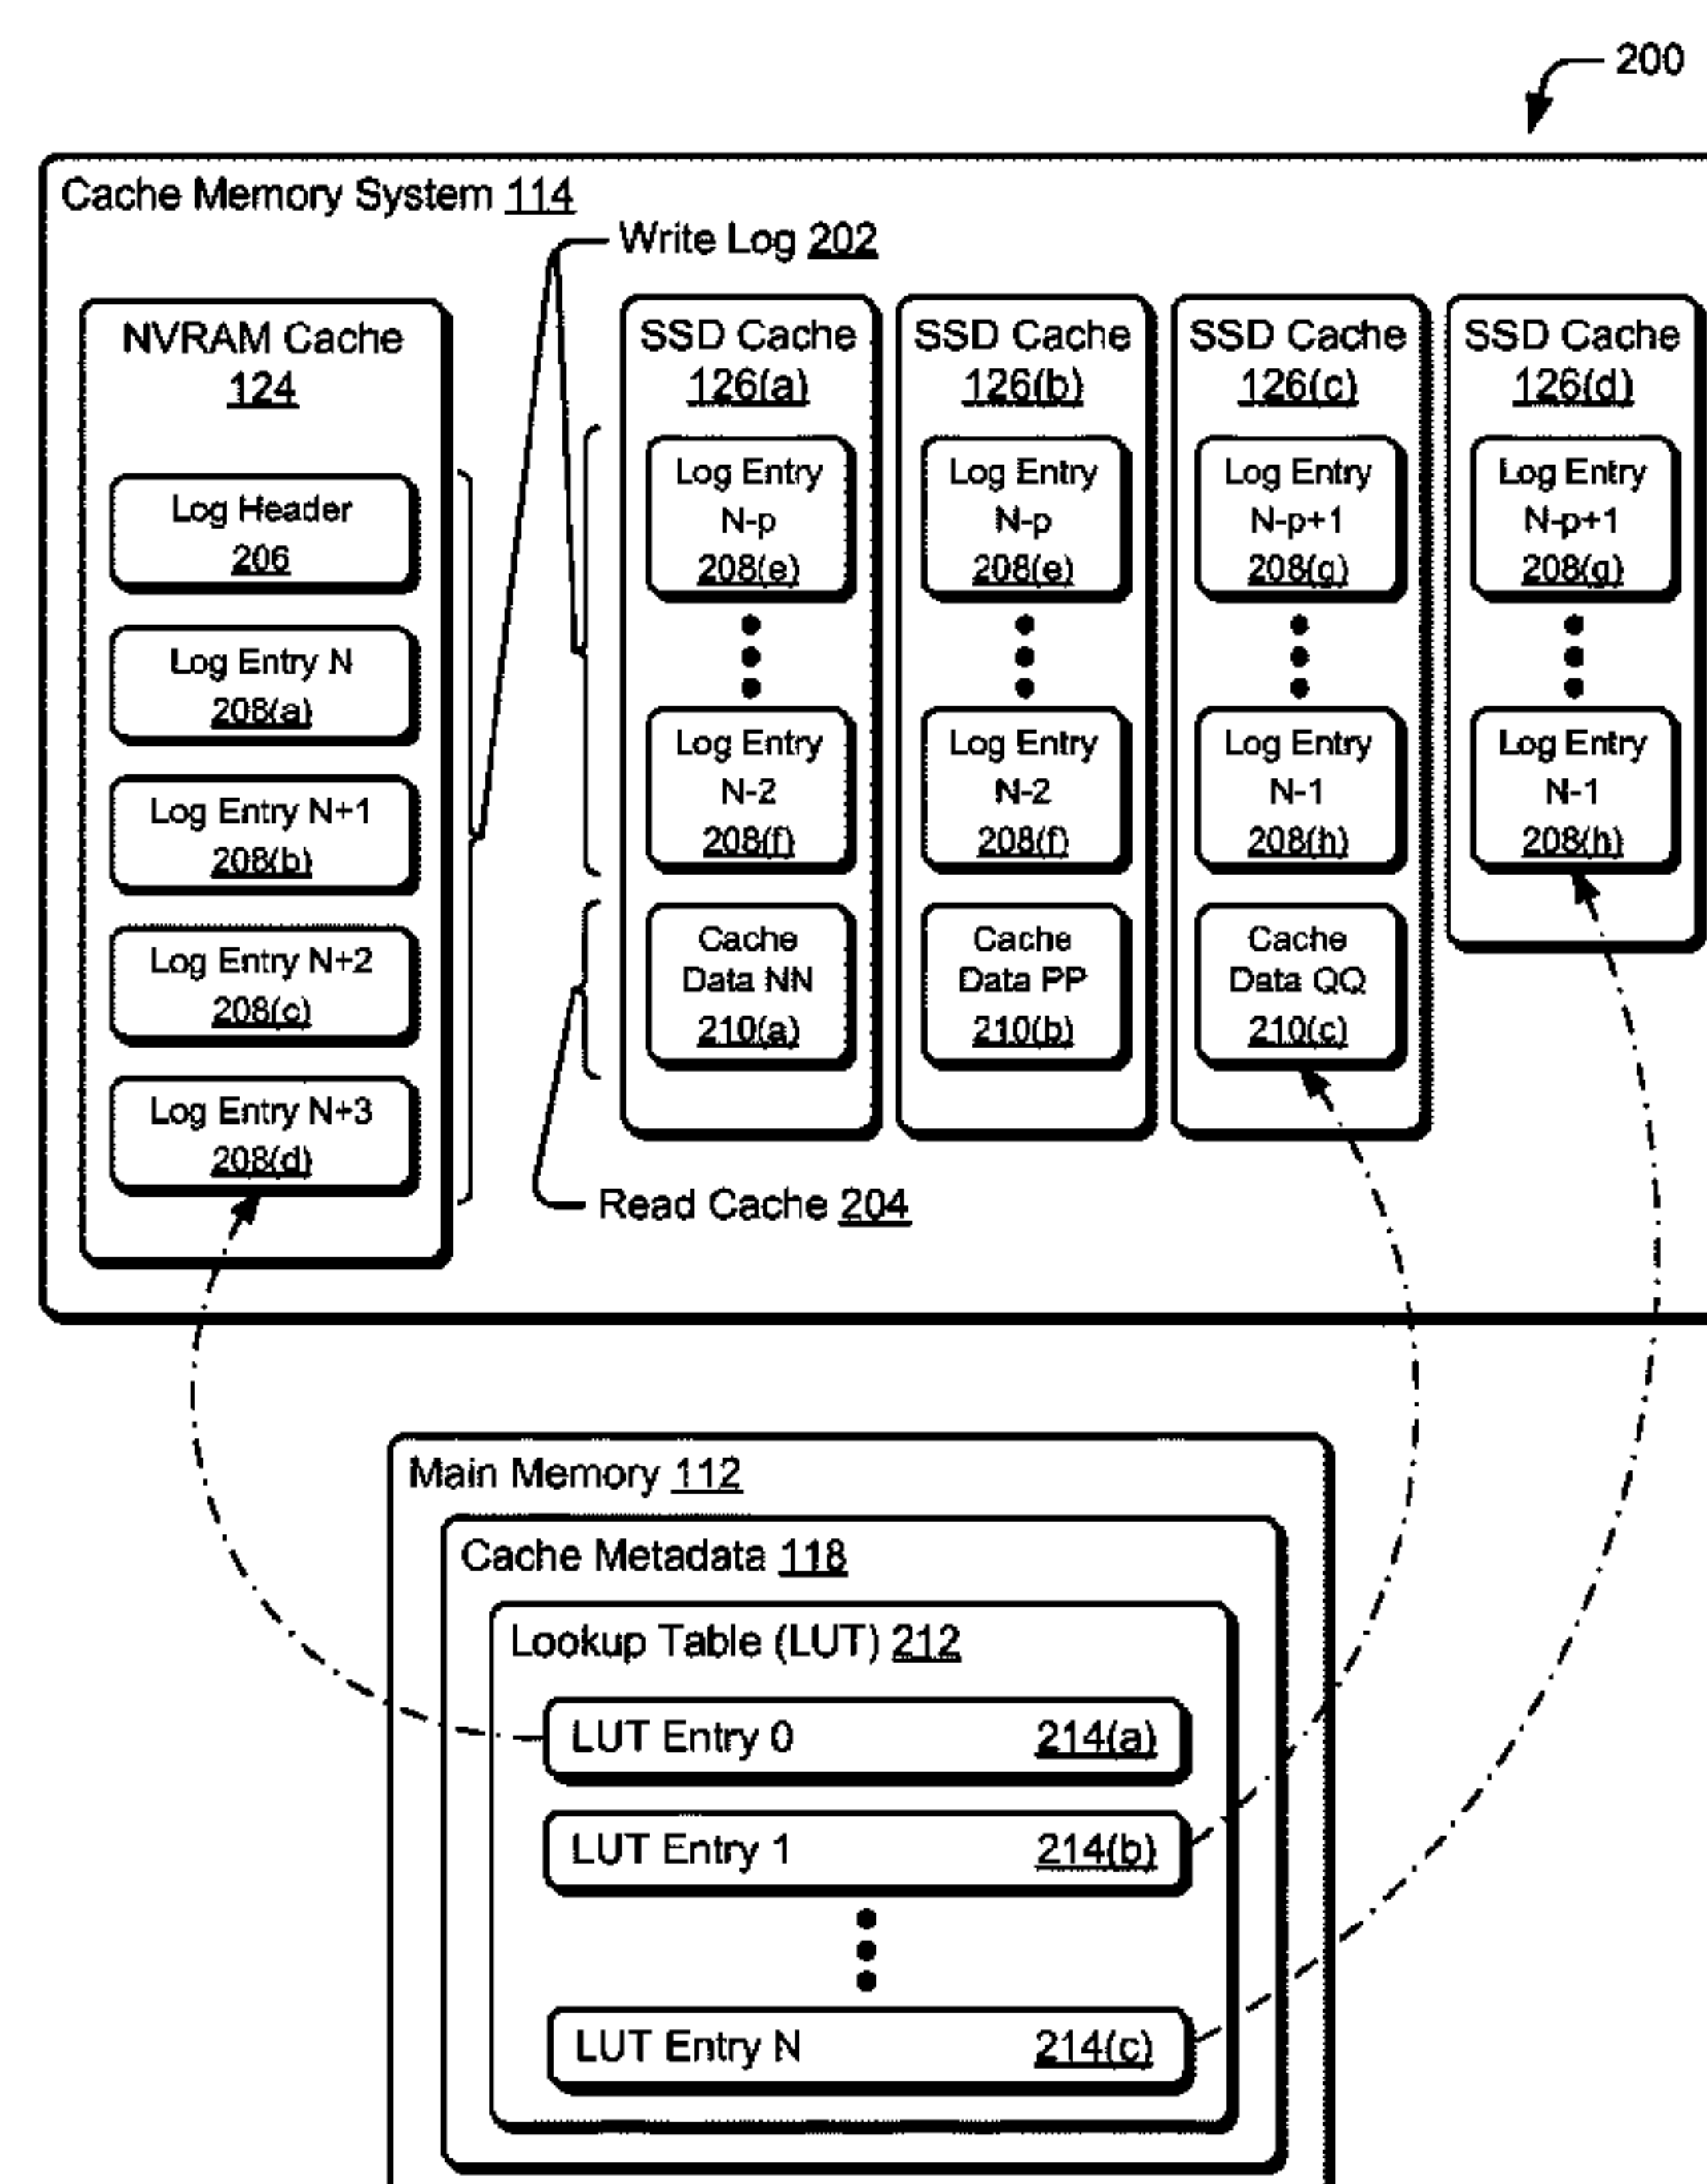 200
Cache Memory System 114
Write Log 202
NVRAM Cache
124
Log Header
206
Log Entry N
208(a)
Log Entry N+1
208(b)
Log Entry N+2
208(c)
Log Entry N+3
208(d)
SSD Cache
126(a)
Log Entry
N-p
208(e)
Log Entry
N-2
208(f)
Cache
Data NN
210(a)
SSD Cache
126(b)
Log Entry
N-p
208(e)
Log Entry
N-2
208(f)
Cache
Data PP
210(b)
SSD Cache
126(c)
Log Entry
N-p+1
208(g)
Log Entry
N-1
208(h)
Cache
Data QQ
210(c)
SSD Cache
126(d)
Log Entry
N-p+1
208(g)
Log Entry
N-1
208(h)
Read Cache 204
Main Memory 112
Cache Metadata 118
Lookup Table (LUT) 212
LUT Entry 0 214(a)
LUT Entry 1 214(b)
LUT Entry N 214(c)